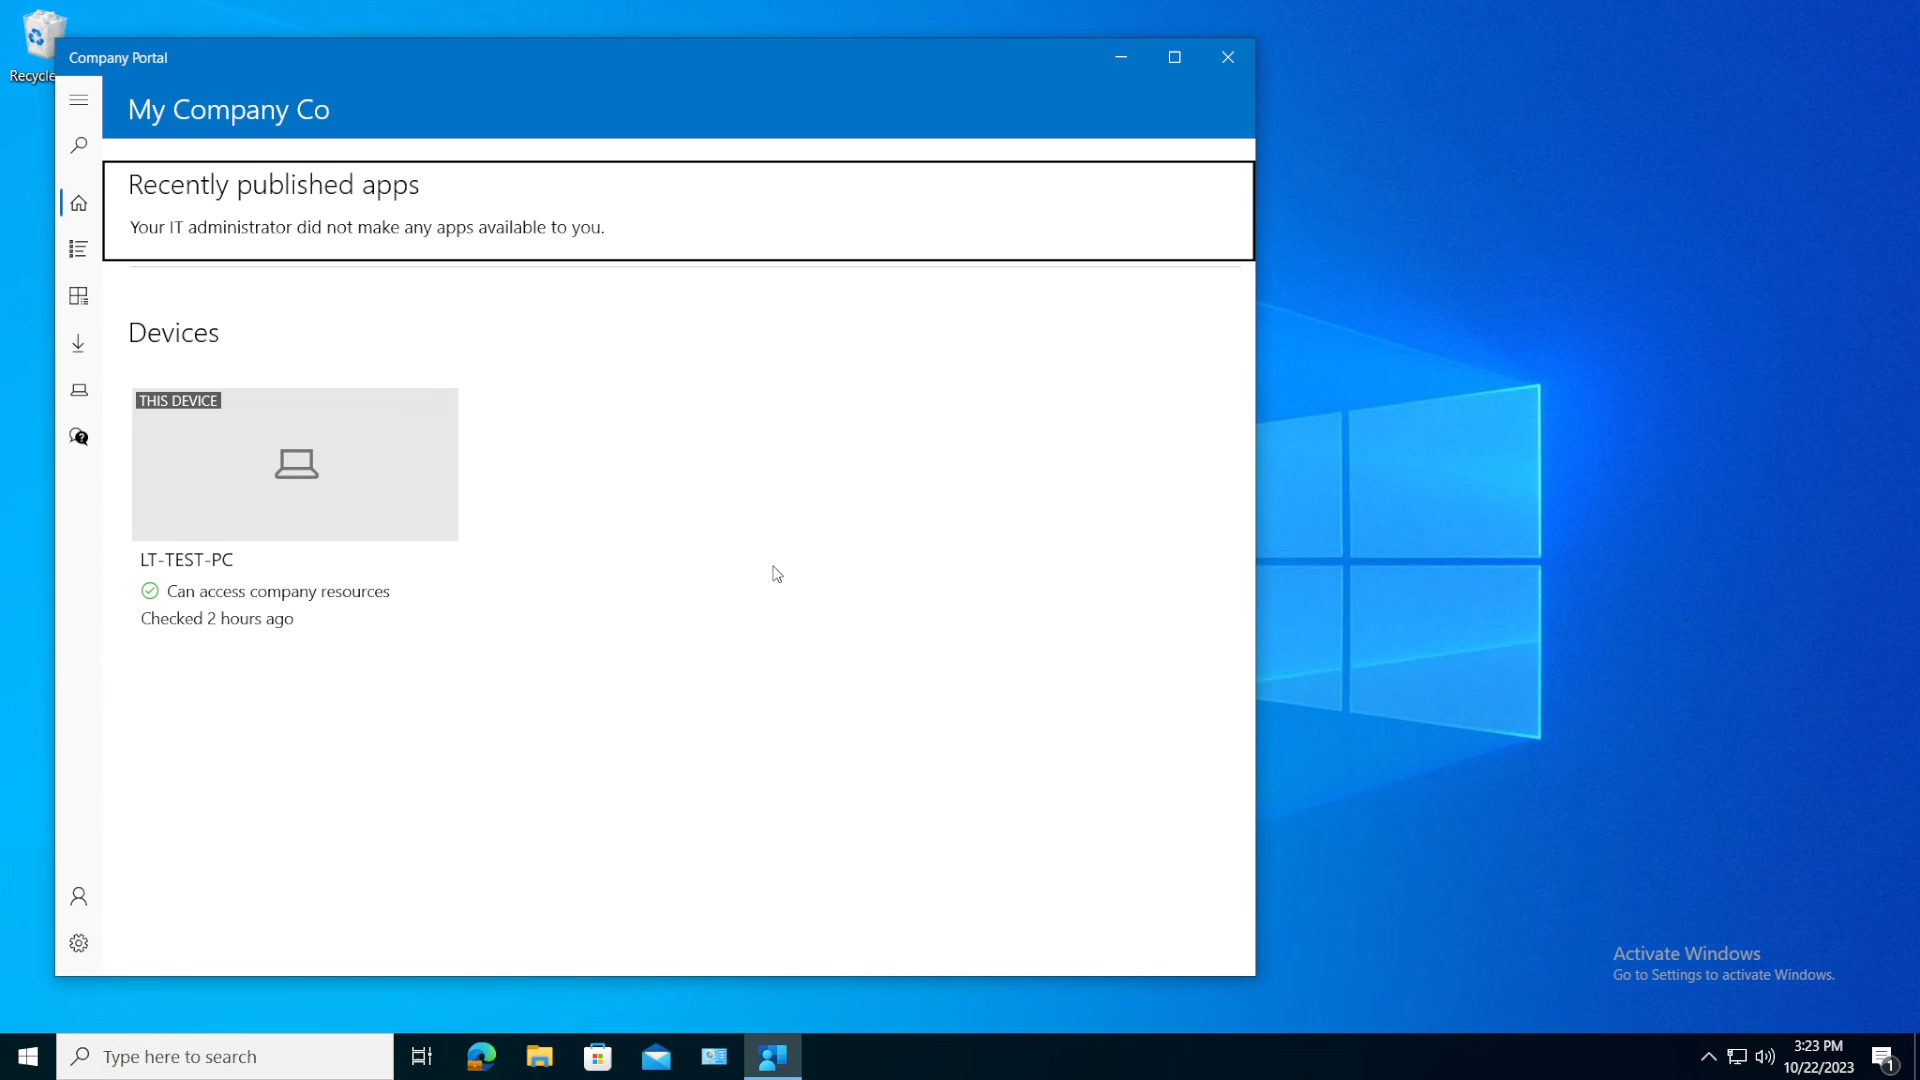 Recycle
Company Portal
My Company Co
Recently published apps
Your IT administrator did not make any apps available to you.
Devices
THIS DEVICE
LT-TEST-PC
Can access company resources
Checked 2 hours ago
Activate Windows
Go to Settings to activate Windows.
Type here to search
3:23 PM
10/22/2023
1